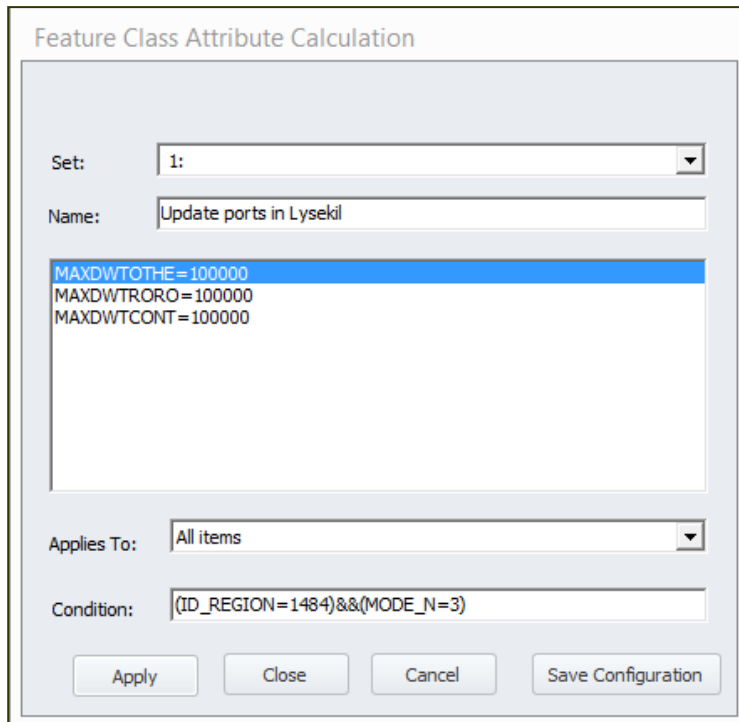 Feature Class Attribute Calculation
Set: 1:
Name: Update ports in Lysekil
MAXDWTOTHE=100000
MAXDWTRORO=100000
MAXDWTCONT=100000
Applies To: All items
Condition: (ID_REGION=1484)&&(MODE_N=3)
Apply Close Cancel Save Configuration